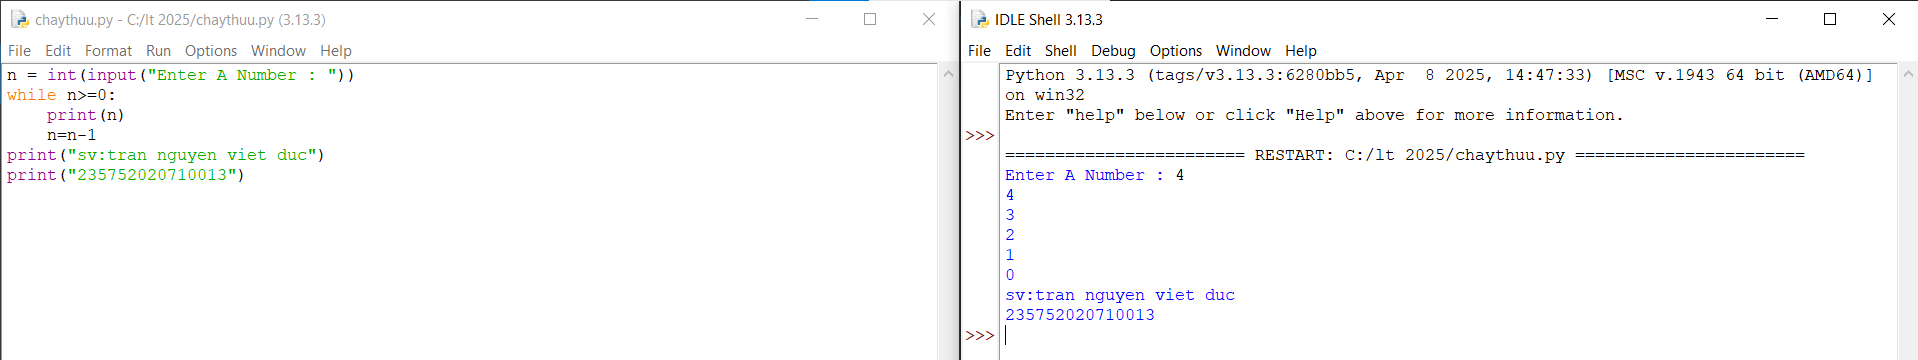 chaythuu.py - C:/lt 2025/chaythuu.py (3.13.3)
File Edit Format Run Options Window Help
n = int(input("Enter A Number : "))
while n>=0:
    print(n)
    n=n-1
print("sv:tran nguyen viet duc")
print("235752020710013")
IDLE Shell 3.13.3
File Edit Shell Debug Options Window Help
Python 3.13.3 (tags/v3.13.3:6280bb5, Apr  8 2025, 14:47:33) [MSC v.1943 64 bit (AMD64)]
on win32
Enter "help" below or click "Help" above for more information.
>>>
======================== RESTART: C:/lt 2025/chaythuu.py =======================
Enter A Number : 4
4
3
2
1
0
sv:tran nguyen viet duc
235752020710013
>>>